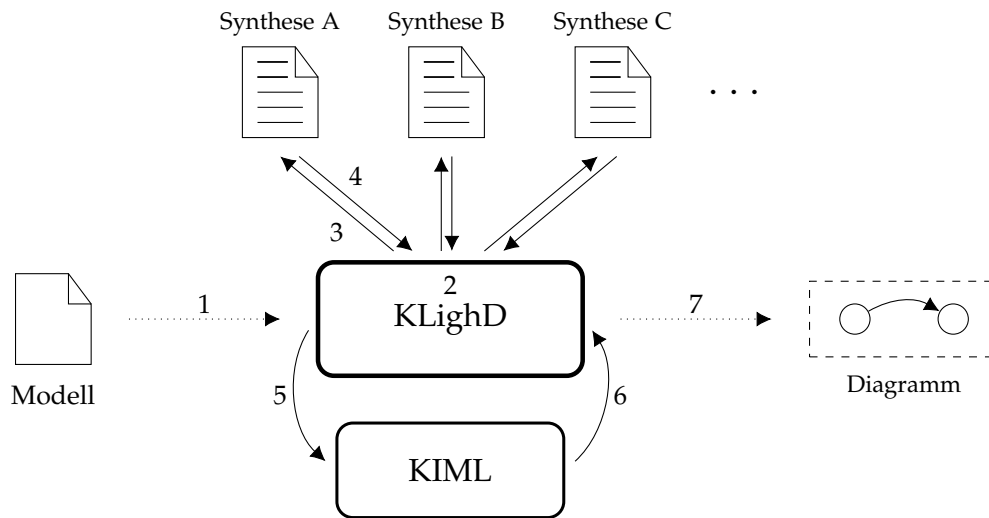 Synthese A
Synthese B
Synthese C
. . .
4
3
2
1
KLighD
7
Modell
5
6
Diagramm
KIML